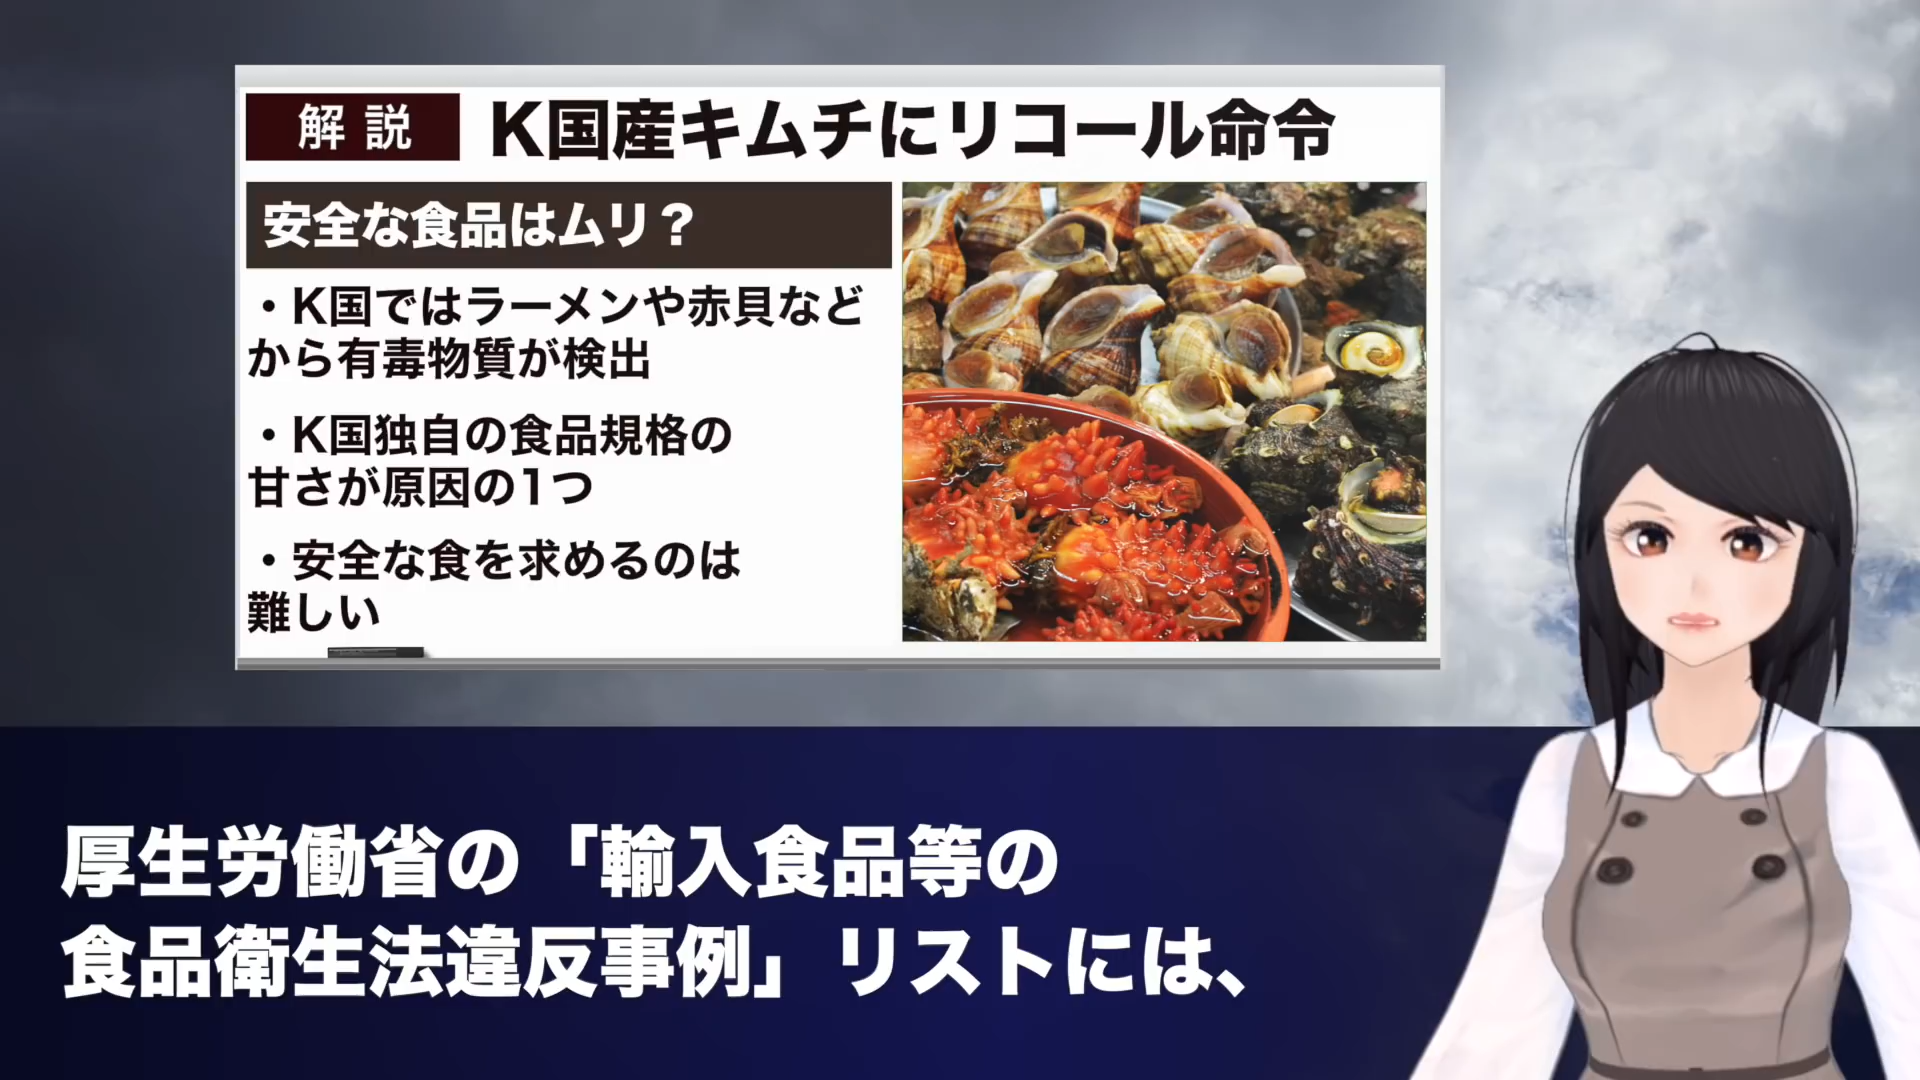 解説
K国産キムチにリコール命令
安全な食品はムリ？
・K国ではラーメンや赤貝など
から有毒物質が検出
・K国独自の食品規格の
甘さが原因の1つ
・安全な食を求めるのは
難しい
厚生労働省の「輸入食品等の
食品衛生法違反事例」リストには、